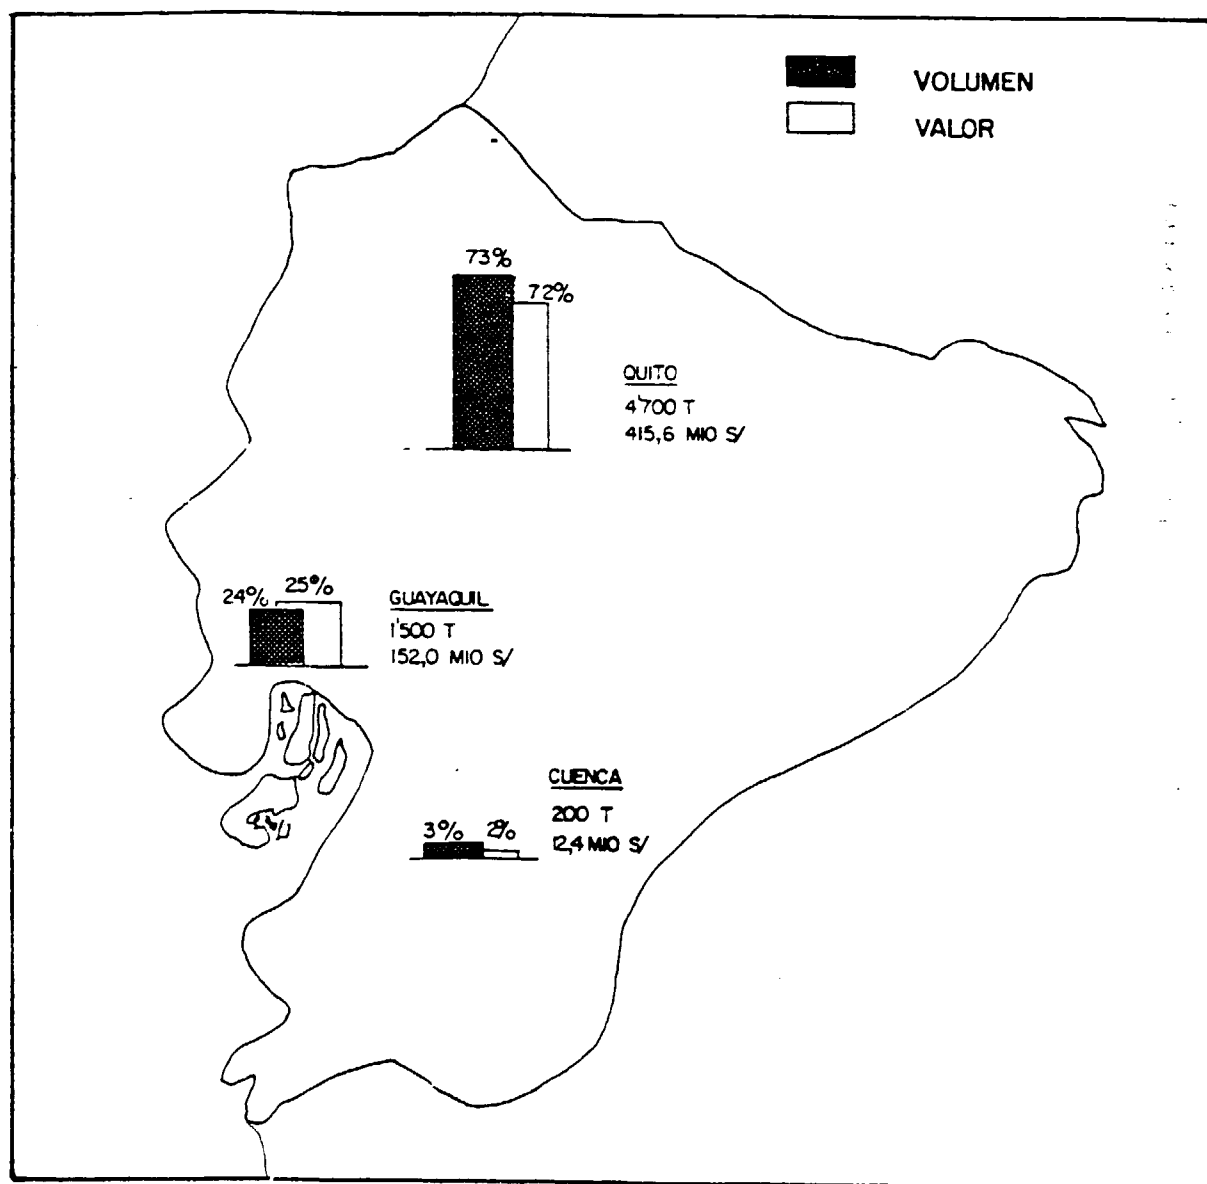 VOLUMEN
VALOR
73%
72%
QUITO
4'700 T
415,6 MIO S/
24%
25%
GUAYAQUIL
1'500 T
152,0 MIO S/
CUENCA
200 T
12,4 MIO S/
3%
2%